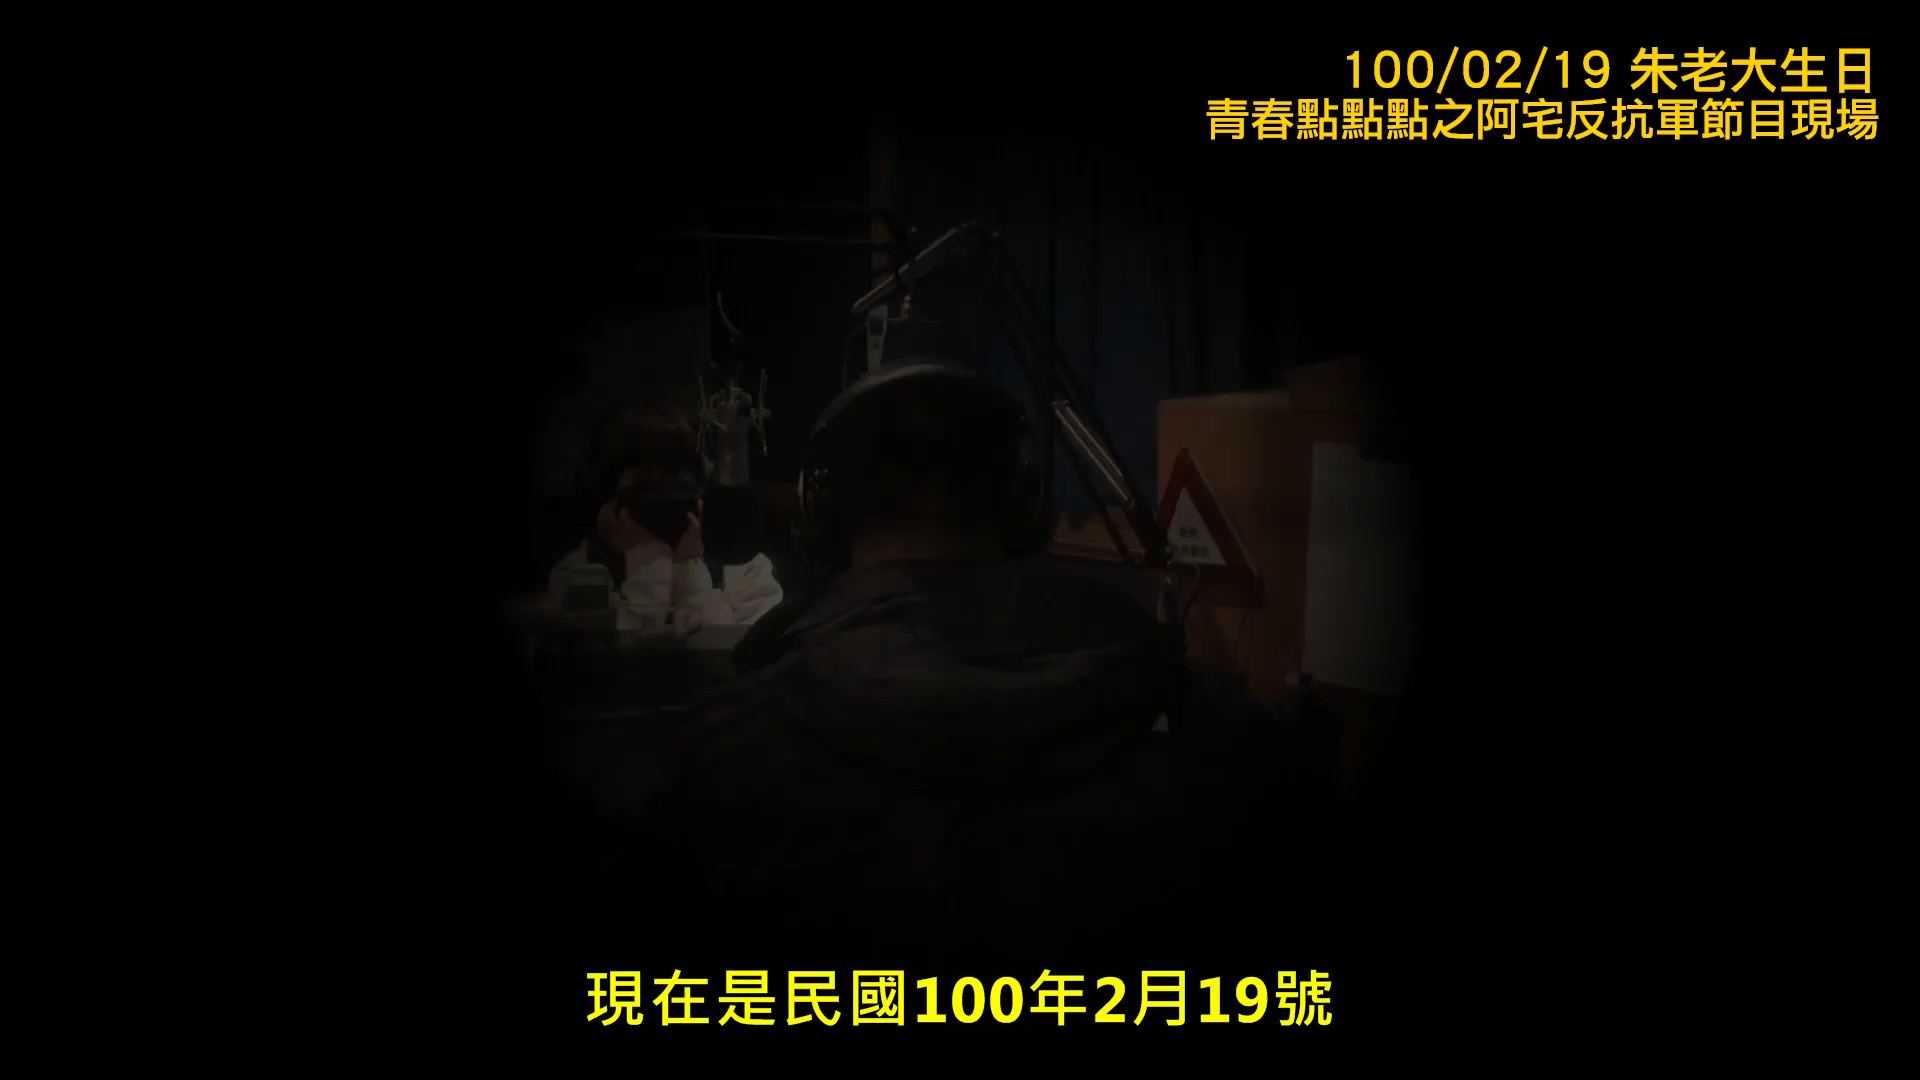 100/02/19 朱老大生日
青春點點點之阿宅反抗軍節目現場
現在是民國100年2月19號